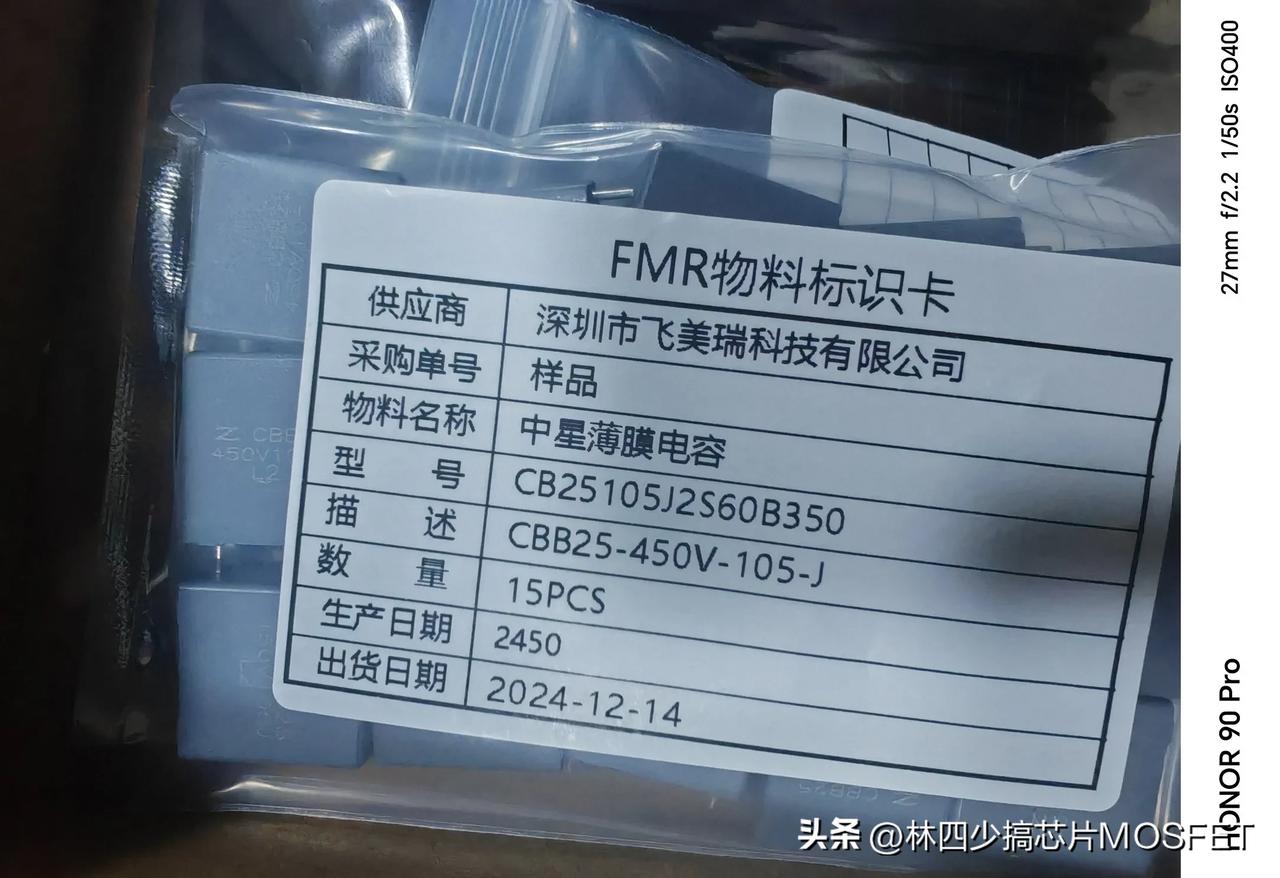 FMR物料标识卡
供应商 深圳市飞美瑞科技有限公司
采购单号 样品
物料名称 中星薄膜电容
型 号 CB25105J2S60B350
描 述 CBB25-450V-105-J
数 量 15PCS
生产日期 2450
出货日期 2024-12-14
27mm f/2.2 1/50s ISO400
HONOR 90 Pro
头条 @林四少搞芯片MOSFET